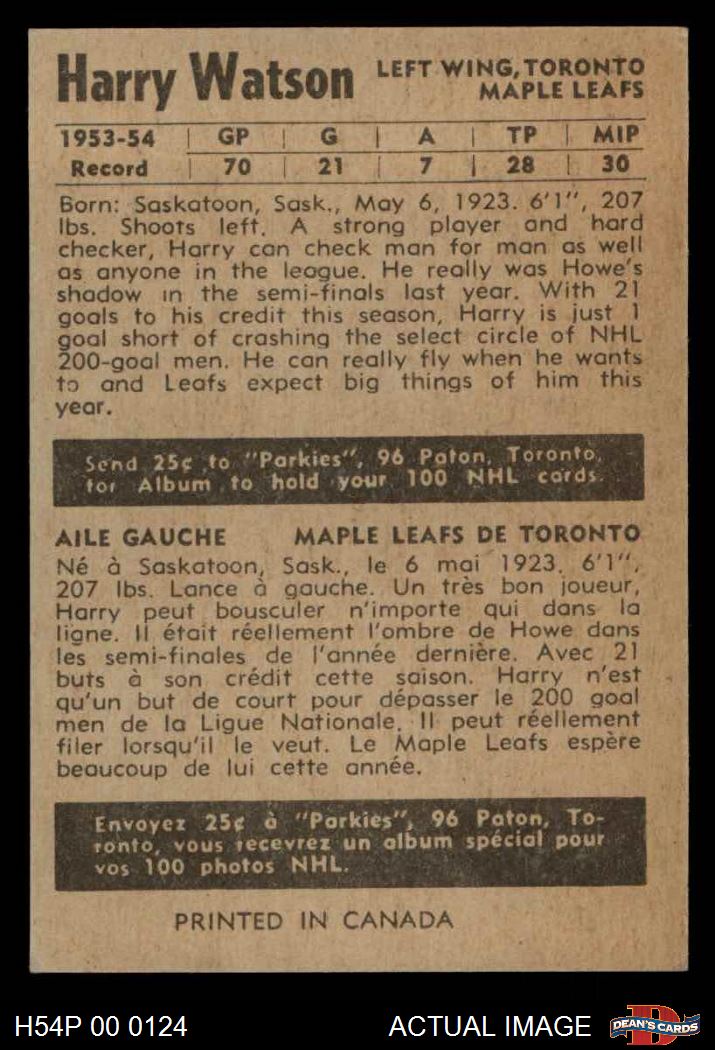 Harry Watson LEFT WING, TORONTO
MAPLE LEAFS
1953-54 | GP | G | A | TP | MIP
Record | 70 | 21 | 7 | 28 | 30
Born: Saskatoon, Sask., May 6, 1923. 6'1", 207
lbs. Shoots left. A strong player and hard
checker, Harry can check man for man as well
as anyone in the league. He really was Howe's
shadow in the semi-finals last year. With 21
goals to his credit this season, Harry is just 1
goal short of crashing the select circle of NHL
200-goal men. He can really fly when he wants
to and Leafs expect big things of him this
year.
Send 25¢ to "Parkies", 96 Paton, Toronto,
for Album to hold your 100 NHL cards.
AILE GAUCHE MAPLE LEAFS DE TORONTO
Né à Saskatoon, Sask., le 6 mai 1923. 6'1",
207 lbs. Lance à gauche. Un très bon joueur,
Harry peut bousculer n'importe qui dans la
ligne. Il était réellement l'ombre de Howe dans
les semi-finales de l'année dernière. Avec 21
buts à son crédit cette saison. Harry n'est
qu'un but de court pour dépasser le 200 goal
men de la Ligue Nationale. Il peut réellement
filer lorsqu'il le veut. Le Maple Leafs espère
beaucoup de lui cette année.
Envoyez 25¢ à "Parkies", 96 Paton, To-
ronto, vous recevrez un album spécial pour
vos 100 photos NHL.
PRINTED IN CANADA
H54P 00 0124 ACTUAL IMAGE DEAN'S CARDS